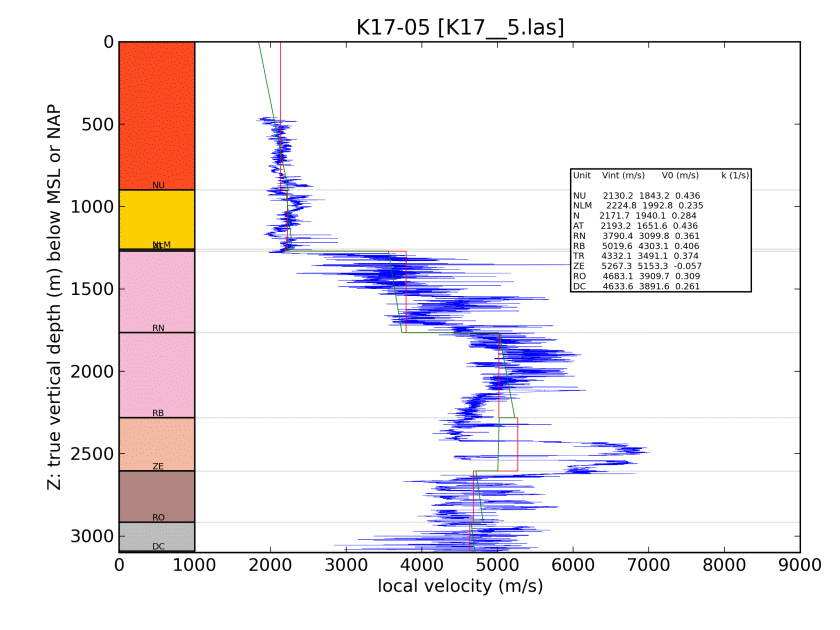 K17-05 [K17__5.las]
Z: true vertical depth (m) below MSL or NAP
0
500
1000
1500
2000
2500
3000
NU
NLM
RN
RB
ZE
RO
DC
Unit Vint (m/s) V0 (m/s) k (1/s)
NU 2130.2 1843.2 0.436
NLM 2224.8 1992.8 0.235
N 2171.7 1940.1 0.284
AT 2193.2 1651.6 0.436
RN 3790.4 3099.8 0.361
RB 5019.6 4303.1 0.406
TR 4332.1 3491.1 0.374
ZE 5267.3 5153.3 -0.057
RO 4683.1 3909.7 0.309
DC 4633.6 3891.6 0.261
0 1000 2000 3000 4000 5000 6000 7000 8000 9000
local velocity (m/s)